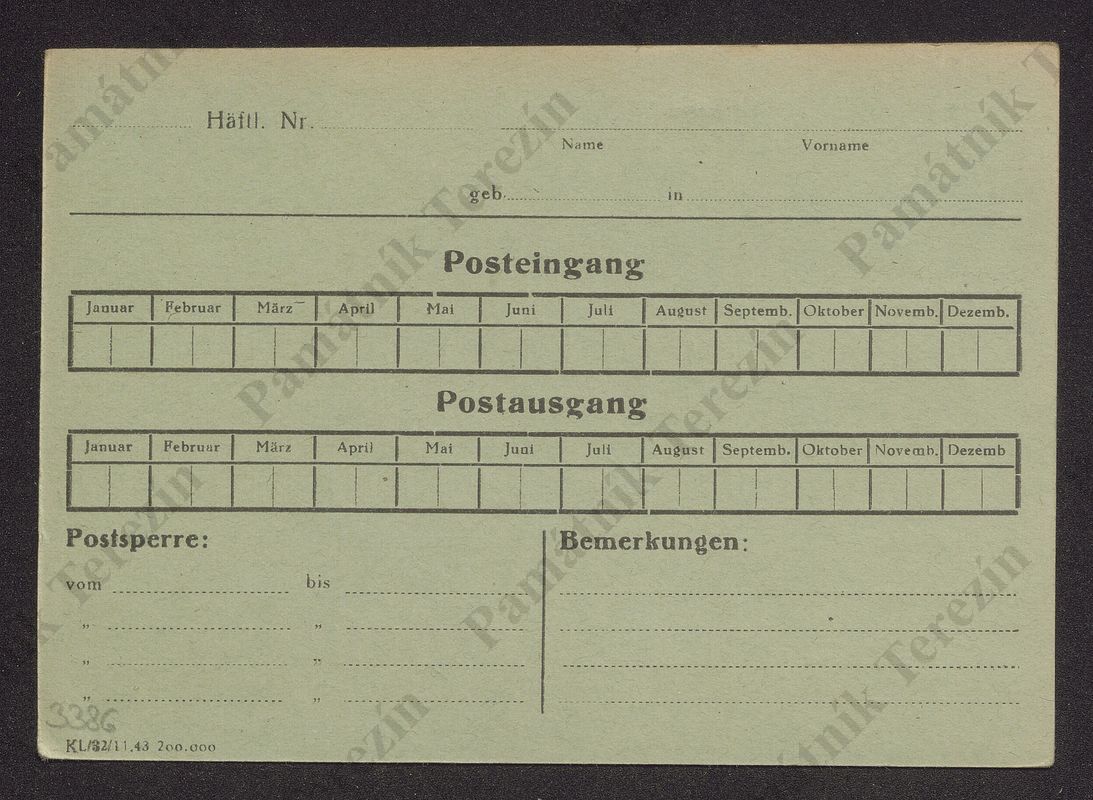 Häftl. Nr.
Name Vorname
geb. in
Posteingang
Januar Februar März April Mai Juni Juli August Septemb. Oktober Novemb. Dezemb.
Postausgang
Januar Februar März April Mai Juni Juli August Septemb. Oktober Novemb. Dezemb
Postsperre: Bemerkungen:
vom bis
„ „
„ „
„ „
3386
KL/32/11.43 200.000
Památník Terezín